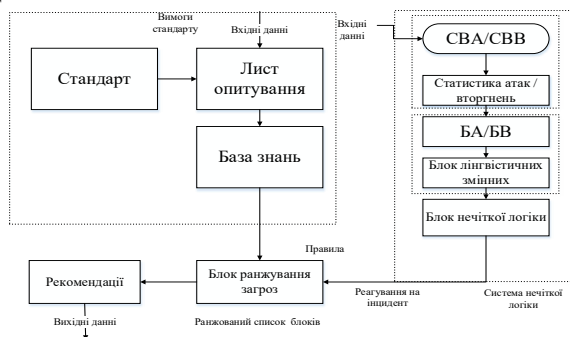 Вимоги
стандарту
Вхідні данні
Вхідні
данні
СВА/СВВ
Стандарт
Лист
опитування
Статистика атак /
вторгнень
БА/БВ
База знань
Блок лінгвістичних
змінних
Блок нечіткої логіки
Правила
Рекомендації
Блок ранжування
загроз
Реагування на
інцидент
Система нечіткої
логіки
Вихідні данні
Ранжований список блоків